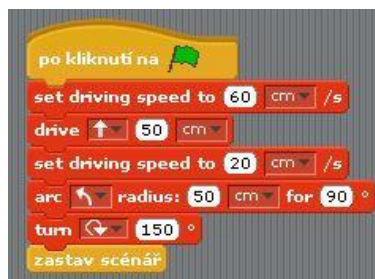 po kliknutí na
set driving speed to 60 cm /s
drive 50 cm
set driving speed to 20 cm /s
arc radius: 50 cm for 90 °
turn 150 °
zastav scénář